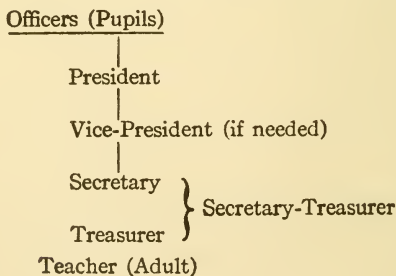 Officers (Pupils)
President
Vice-President (if needed)
Secretary
Secretary-Treasurer
Treasurer
Teacher (Adult)